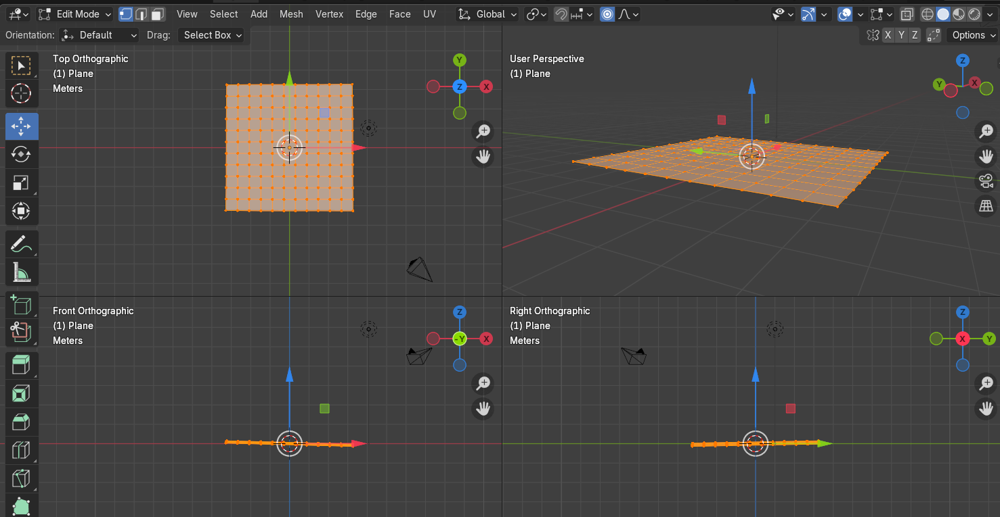 Edit Mode View Select Add Mesh Vertex Edge Face UV Global
Orientation: Default Drag: Select Box X Y Z Options
Top Orthographic
(1) Plane
Meters
Y
Z
X
User Perspective
(1) Plane
Z
Y
X
Front Orthographic
(1) Plane
Meters
Z
-Y
X
Right Orthographic
(1) Plane
Meters
Z
X
Y